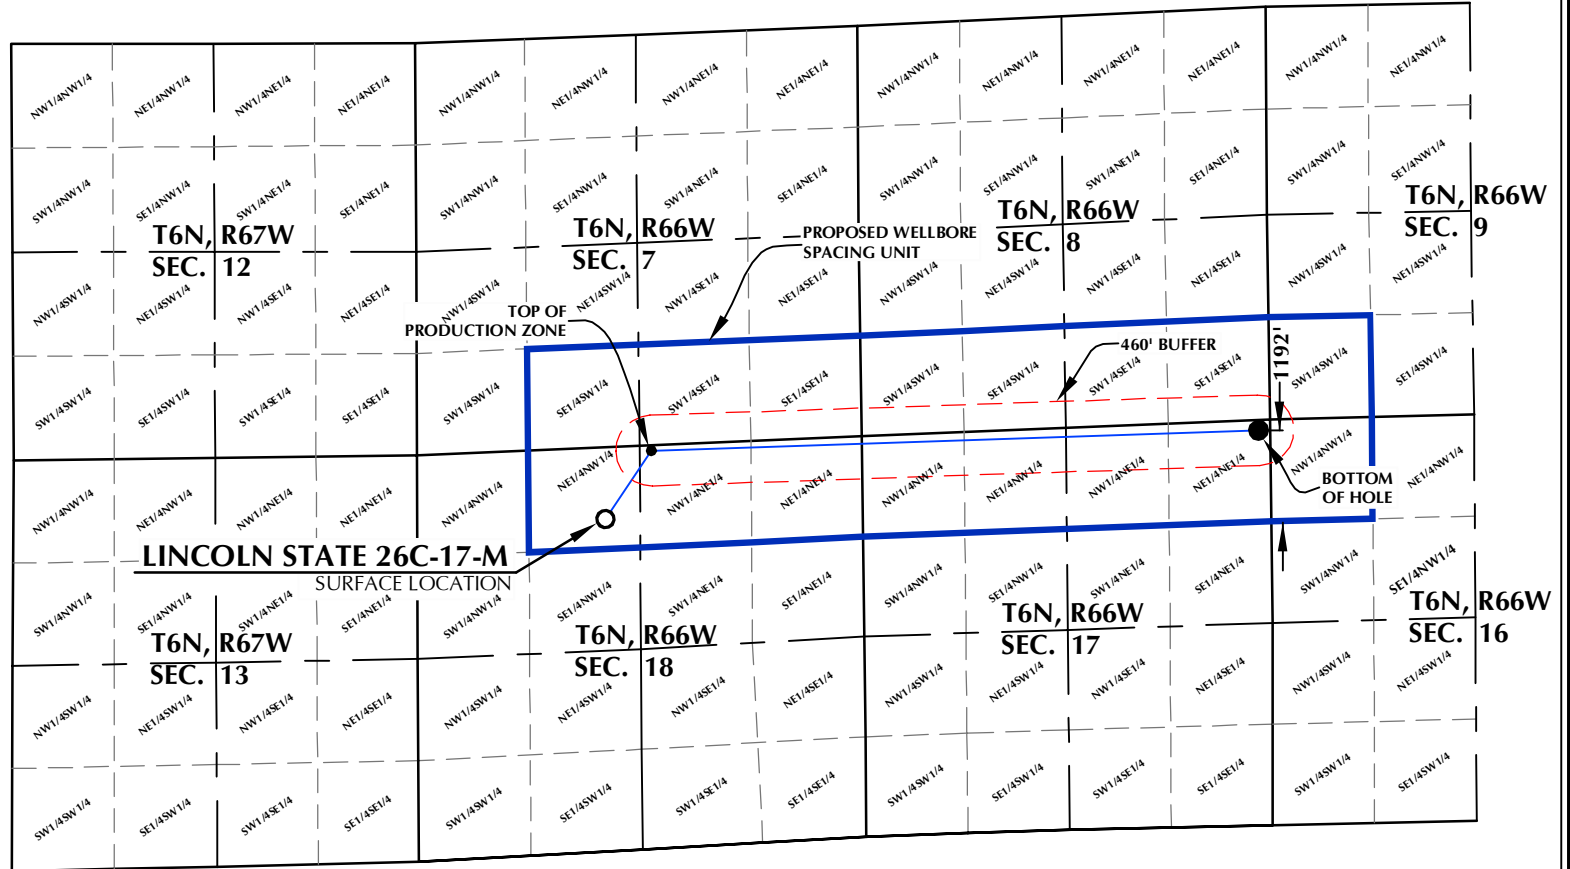 NW1/4NW1/4 NE1/4NW1/4 NW1/4NE1/4 NE1/4NE1/4 NW1/4NW1/4 NE1/4NW1/4 NW1/4NE1/4 NE1/4NE1/4 NW1/4NW1/4 NE1/4NW1/4 NW1/4NE1/4 NE1/4NE1/4 NW1/4NW1/4 NE1/4NW1/4
SW1/4NW1/4 SE1/4NW1/4 SW1/4NE1/4 SE1/4NE1/4 SW1/4NW1/4 SE1/4NW1/4 SW1/4NE1/4 SE1/4NE1/4 SW1/4NW1/4 SE1/4NW1/4 SW1/4NE1/4 SE1/4NE1/4 SW1/4NW1/4 SE1/4NW1/4
T6N, R67W
SEC. 12
T6N, R66W
SEC. 7
PROPOSED WELLBORE
SPACING UNIT
T6N, R66W
SEC. 8
T6N, R66W
SEC. 9
NW1/4SW1/4 NE1/4SW1/4 NW1/4SE1/4 NE1/4SE1/4 NW1/4SW1/4 NE1/4SW1/4 NW1/4SE1/4 NE1/4SE1/4 NW1/4SW1/4 NE1/4SW1/4 NW1/4SE1/4 NE1/4SE1/4 NW1/4SW1/4 NE1/4SW1/4
TOP OF
PRODUCTION ZONE
460' BUFFER
1192'
SW1/4SW1/4 SE1/4SW1/4 SW1/4SE1/4 SE1/4SE1/4 SW1/4SW1/4 SE1/4SW1/4 SW1/4SE1/4 SE1/4SE1/4 SW1/4SW1/4 SE1/4SW1/4 SW1/4SE1/4 SE1/4SE1/4 SW1/4SW1/4 SE1/4SW1/4
NW1/4NW1/4 NE1/4NW1/4 NW1/4NE1/4 NE1/4NE1/4 NW1/4NW1/4 NE1/4NW1/4 NW1/4NE1/4 NE1/4NE1/4 NW1/4NW1/4 NE1/4NW1/4 NW1/4NE1/4 NE1/4NE1/4 NW1/4NW1/4 NE1/4NW1/4
BOTTOM
OF HOLE
LINCOLN STATE 26C-17-M
SURFACE LOCATION
SW1/4NW1/4 SE1/4NW1/4 SW1/4NE1/4 SE1/4NE1/4 SW1/4NW1/4 SE1/4NW1/4 SW1/4NE1/4 SE1/4NE1/4 SW1/4NW1/4 SE1/4NW1/4 SW1/4NE1/4 SE1/4NE1/4 SW1/4NW1/4 SE1/4NW1/4
T6N, R67W
SEC. 13
T6N, R66W
SEC. 18
T6N, R66W
SEC. 17
T6N, R66W
SEC. 16
NW1/4SW1/4 NE1/4SW1/4 NW1/4SE1/4 NE1/4SE1/4 NW1/4SW1/4 NE1/4SW1/4 NW1/4SE1/4 NE1/4SE1/4 NW1/4SW1/4 NE1/4SW1/4 NW1/4SE1/4 NE1/4SE1/4 NW1/4SW1/4 NE1/4SW1/4
SW1/4SW1/4 SE1/4SW1/4 SW1/4SE1/4 SE1/4SE1/4 SW1/4SW1/4 SE1/4SW1/4 SW1/4SE1/4 SE1/4SE1/4 SW1/4SW1/4 SE1/4SW1/4 SW1/4SE1/4 SE1/4SE1/4 SW1/4SW1/4 SE1/4SW1/4